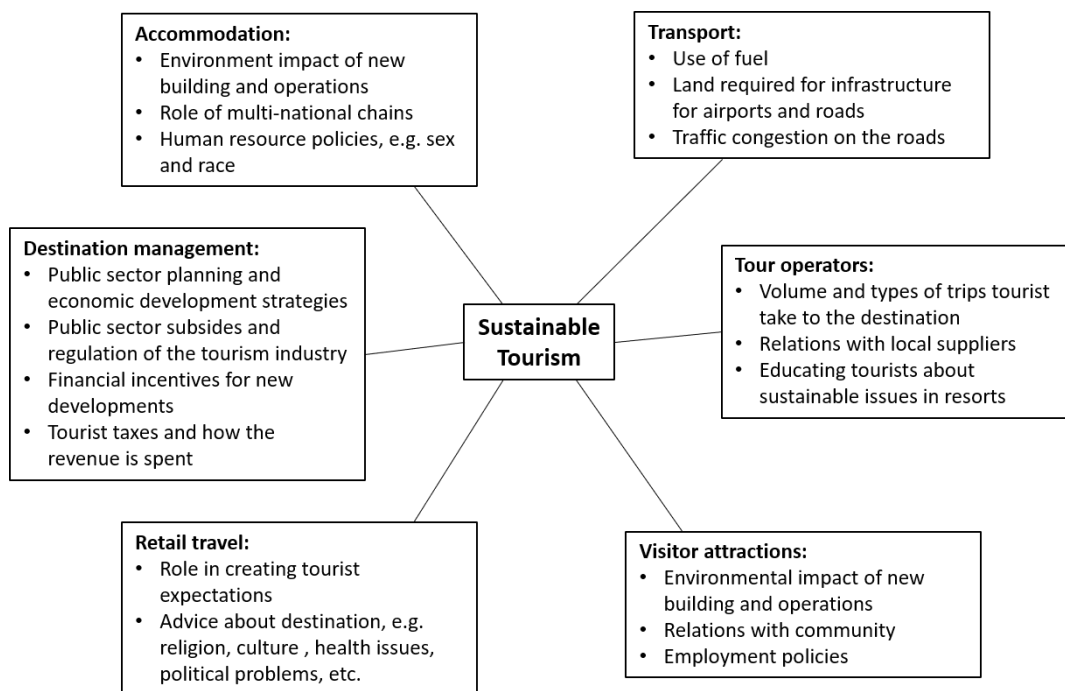 Accommodation:
• Environment impact of new
building and operations
• Role of multi-national chains
• Human resource policies, e.g. sex
and race
Transport:
• Use of fuel
• Land required for infrastructure
for airports and roads
• Traffic congestion on the roads
Destination management:
• Public sector planning and
economic development strategies
• Public sector subsides and
regulation of the tourism industry
• Financial incentives for new
developments
• Tourist taxes and how the
revenue is spent
Sustainable
Tourism
Tour operators:
• Volume and types of trips tourist
take to the destination
• Relations with local suppliers
• Educating tourists about
sustainable issues in resorts
Retail travel:
• Role in creating tourist
expectations
• Advice about destination, e.g.
religion, culture , health issues,
political problems, etc.
Visitor attractions:
• Environmental impact of new
building and operations
• Relations with community
• Employment policies